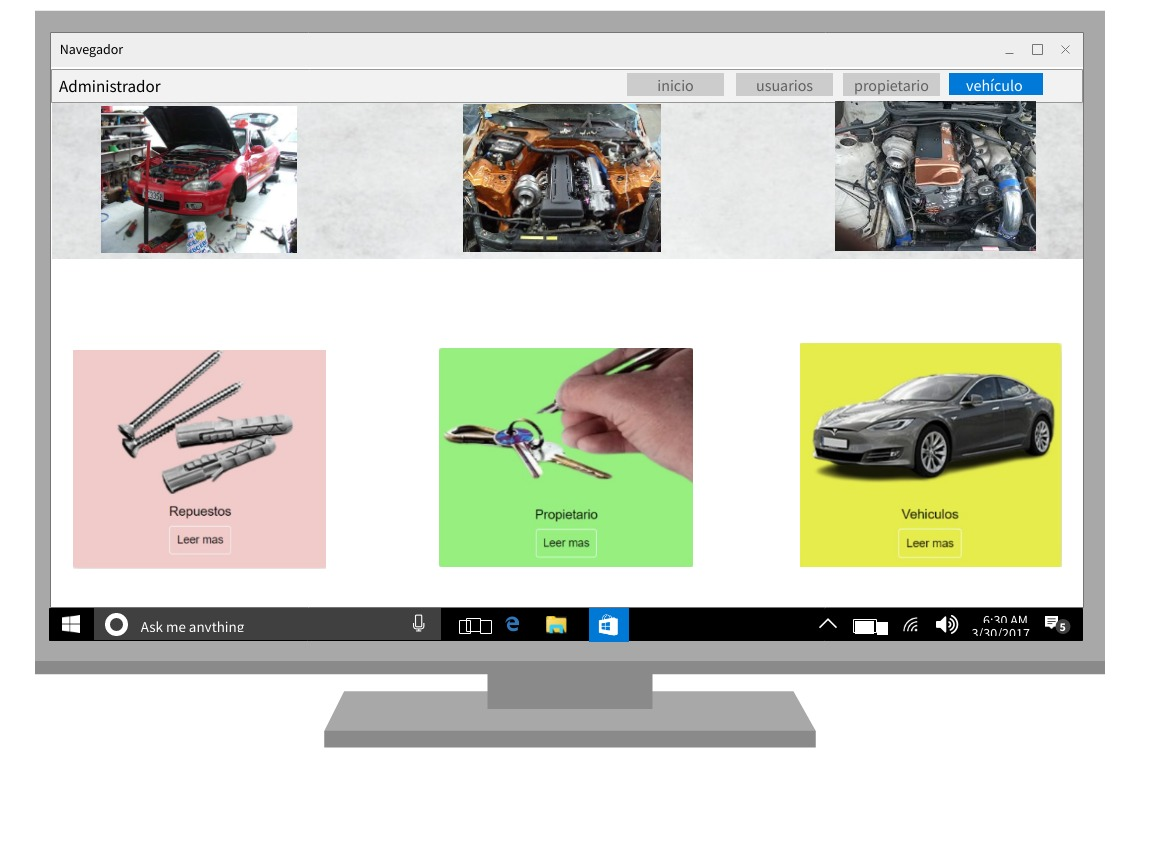 Navegador
Administrador
inicio
usuarios
propietario
vehículo
Repuestos
Leer mas
Propietario
Leer mas
Vehiculos
Leer mas
Ask me anything
6:30 AM
3/30/2017
5